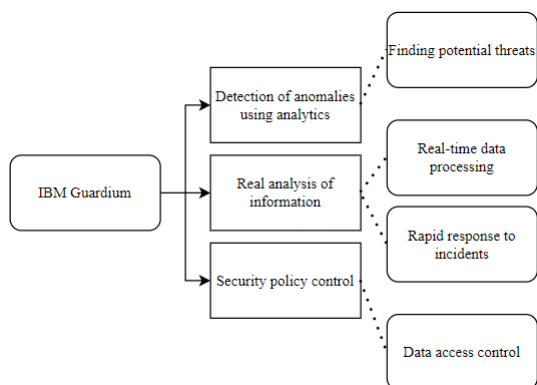 Finding potential threats
Detection of anomalies
using analytics
Real-time data
processing
IBM Guardium
Real analysis of
information
Rapid response to
incidents
Security policy control
Data access control